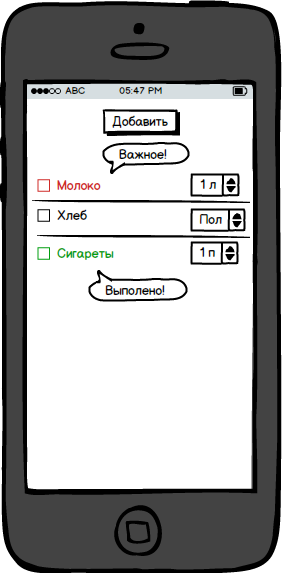 ABC 05:47 PM
Добавить
Важное!
Молоко 1 л
Хлеб Пол
Сигареты 1 п
Выполено!